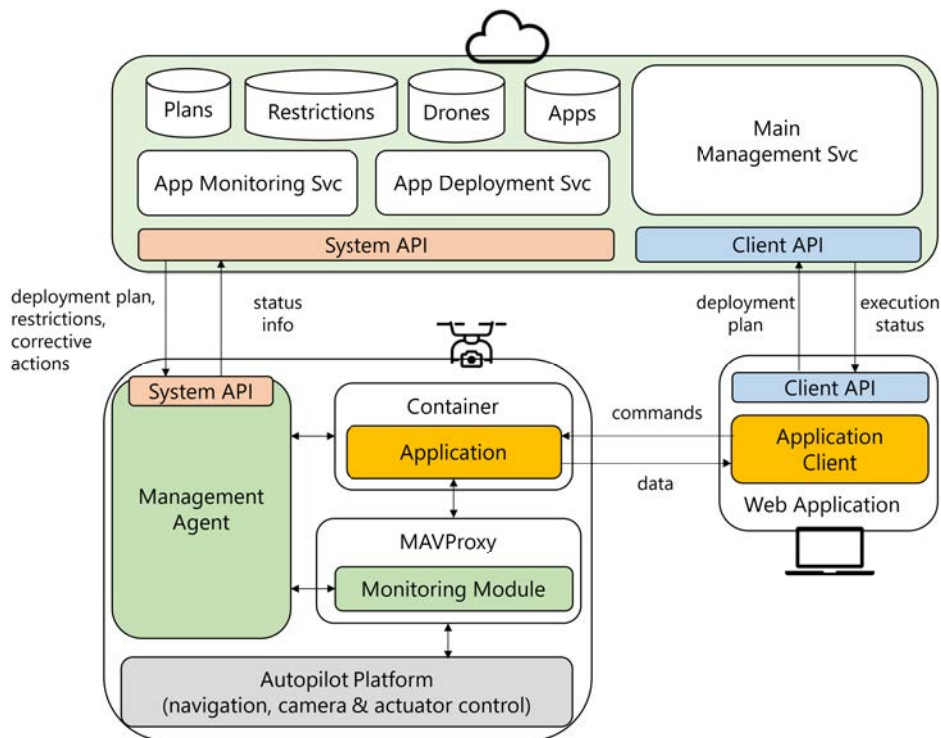 Plans
Restrictions
Drones
Apps
Main
Management Svc
App Monitoring Svc
App Deployment Svc
System API
Client API
deployment plan,
restrictions,
corrective
actions
status
info
deployment
plan
execution
status
System API
Container
Application
commands
data
Client API
Application
Client
Web Application
Management
Agent
MAVProxy
Monitoring Module
Autopilot Platform
(navigation, camera & actuator control)